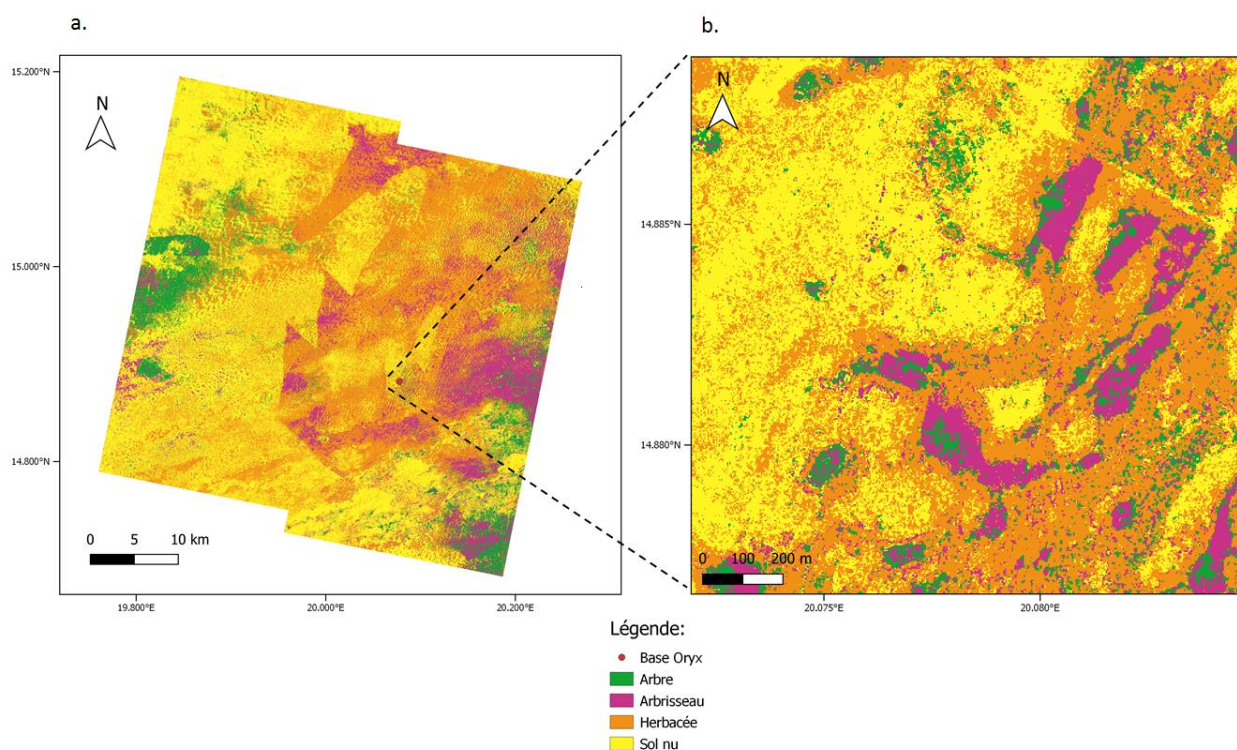 a.
b.
15.200°N
15.000°N
14.800°N
N
0 5 10 km
19.800°E 20.000°E 20.200°E
N
14.885°N
14.880°N
0 100 200 m
20.075°E 20.080°E
Légende:
Base Oryx
Arbre
Arbrisseau
Herbacée
Sol nu